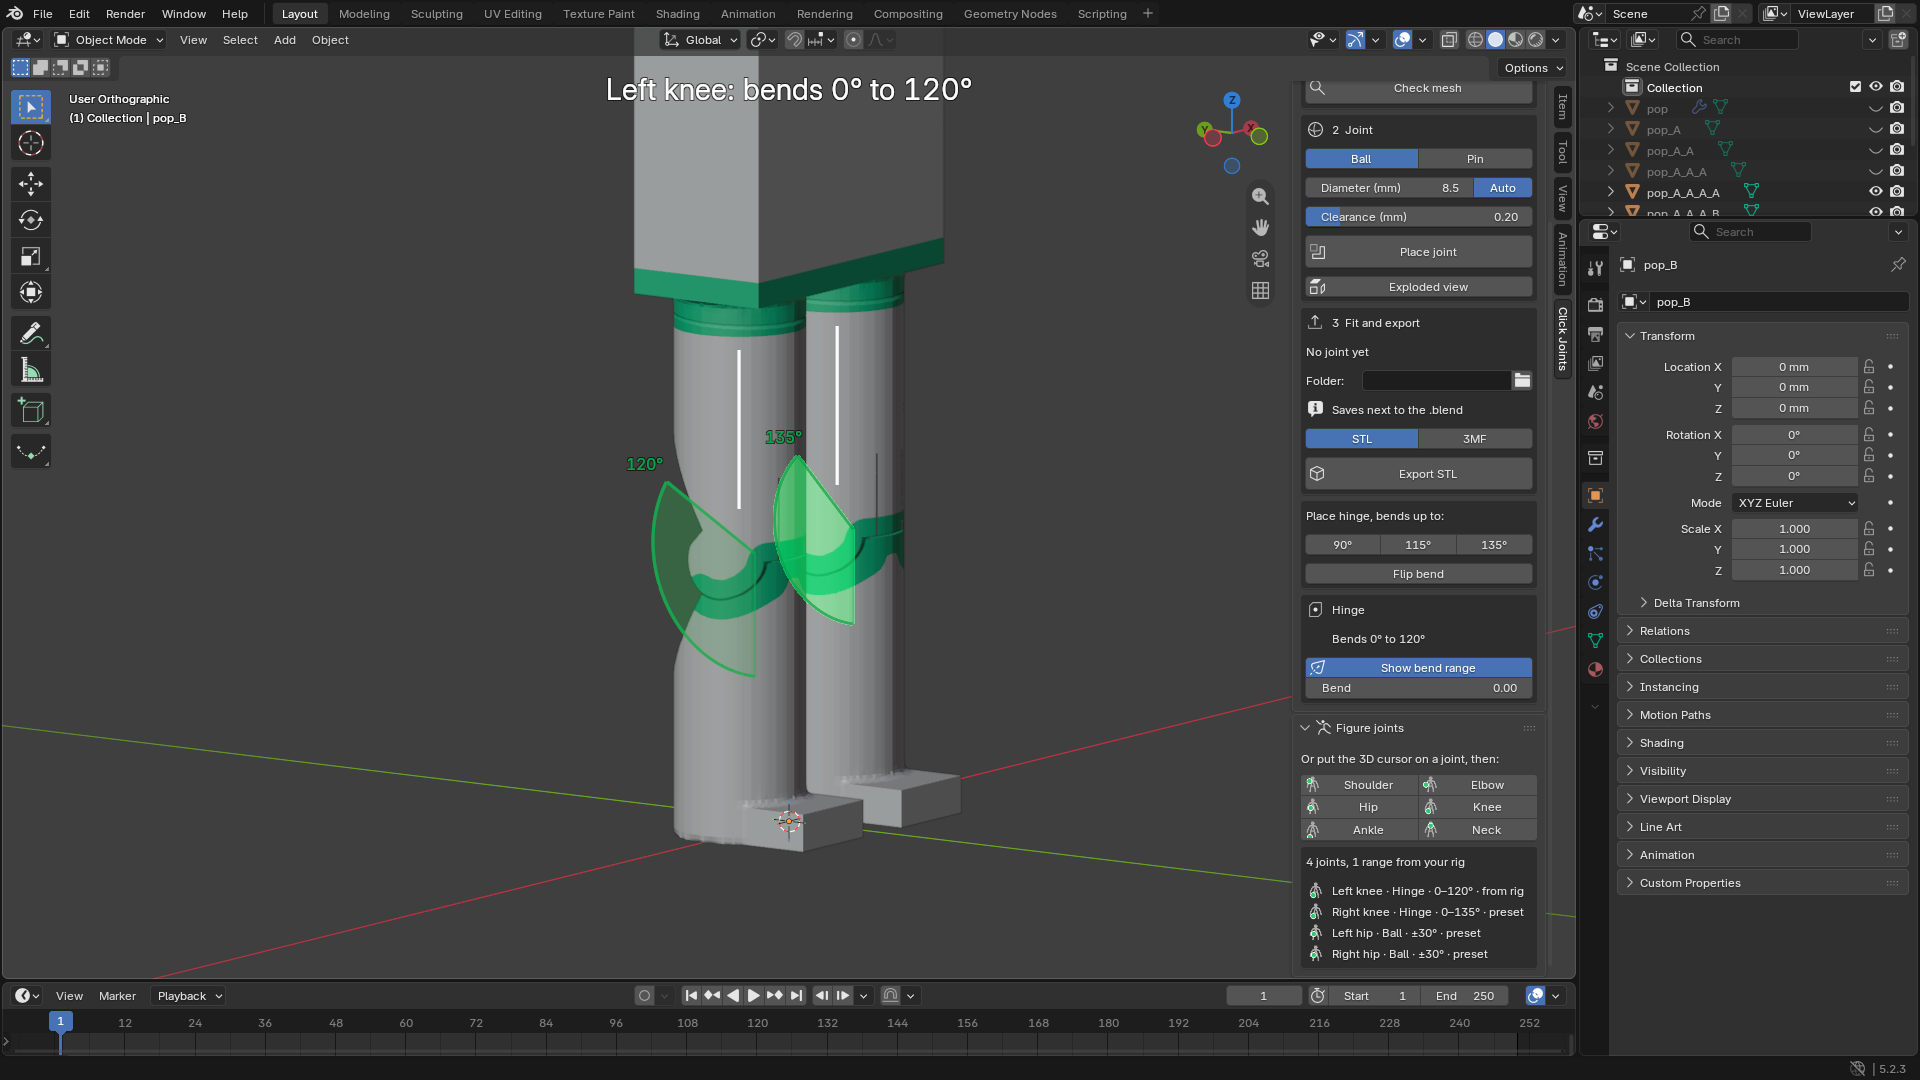 File Edit Render Window Help Layout Modeling Sculpting UV Editing Texture Paint Shading Animation Rendering Compositing Geometry Nodes Scripting Scene ViewLayer
Object Mode View Select Add Object Global
Options
User Orthographic
(1) Collection | pop_B
Left knee: bends 0° to 120°
120°
135°
Z
Y
X
Check mesh
2 Joint
Ball Pin
Diameter (mm) 8.5 Auto
Clearance (mm) 0.20
Place joint
Exploded view
3 Fit and export
No joint yet
Folder:
Saves next to the .blend
STL 3MF
Export STL
Place hinge, bends up to:
90° 115° 135°
Flip bend
Hinge
Bends 0° to 120°
Show bend range
Bend 0.00
Figure joints
Or put the 3D cursor on a joint, then:
Shoulder Elbow
Hip Knee
Ankle Neck
4 joints, 1 range from your rig
Left knee · Hinge · 0–120° · from rig
Right knee · Hinge · 0–135° · preset
Left hip · Ball · ±30° · preset
Right hip · Ball · ±30° · preset
Item
Tool
View
Animation
Click Joints
Search
Scene Collection
Collection
pop
pop_A
pop_A_A
pop_A_A_A
pop_A_A_A_A
pop_A_A_A_B
Search
pop_B
pop_B
Transform
Location X 0 mm
Y 0 mm
Z 0 mm
Rotation X 0°
Y 0°
Z 0°
Mode XYZ Euler
Scale X 1.000
Y 1.000
Z 1.000
Delta Transform
Relations
Collections
Instancing
Motion Paths
Shading
Visibility
Viewport Display
Line Art
Animation
Custom Properties
View Marker Playback 1 Start 1 End 250
1 12 24 36 48 60 72 84 96 108 120 132 144 156 168 180 192 204 216 228 240 252
5.2.3